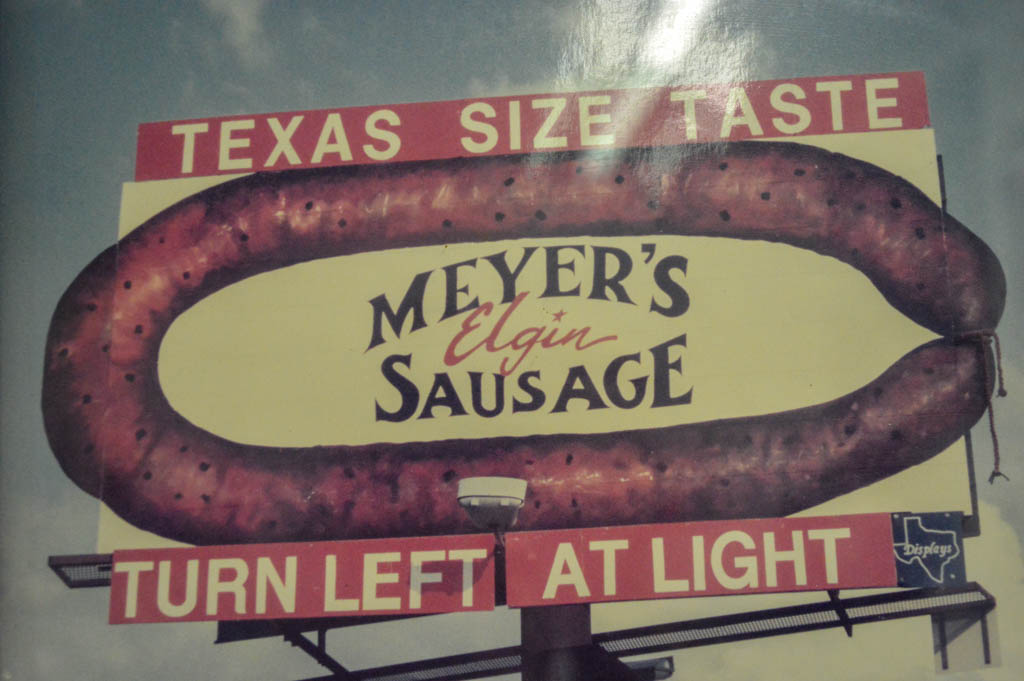 TEXAS SIZE TASTE
MEYER'S
Elgin
SAUSAGE
TURN LEFT AT LIGHT
Displays